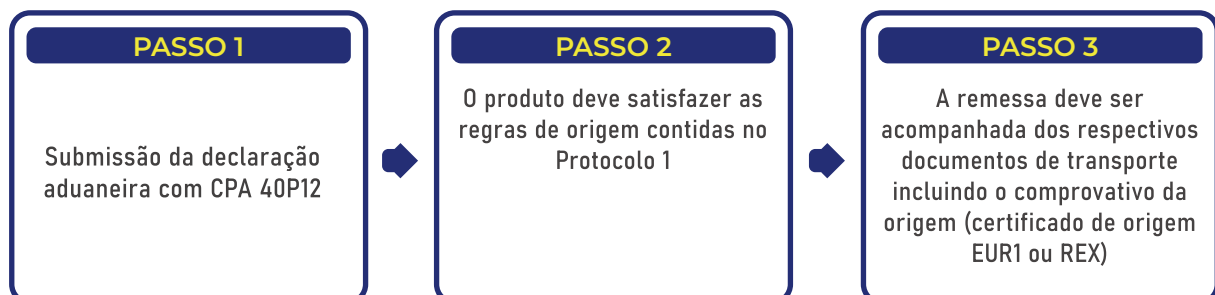 PASSO 1
Submissão da declaração
aduaneira com CPA 40P12
PASSO 2
O produto deve satisfazer as
regras de origem contidas no
Protocolo 1
PASSO 3
A remessa deve ser
acompanhada dos respectivos
documentos de transporte
incluindo o comprovativo da
origem (certificado de origem
EUR1 ou REX)